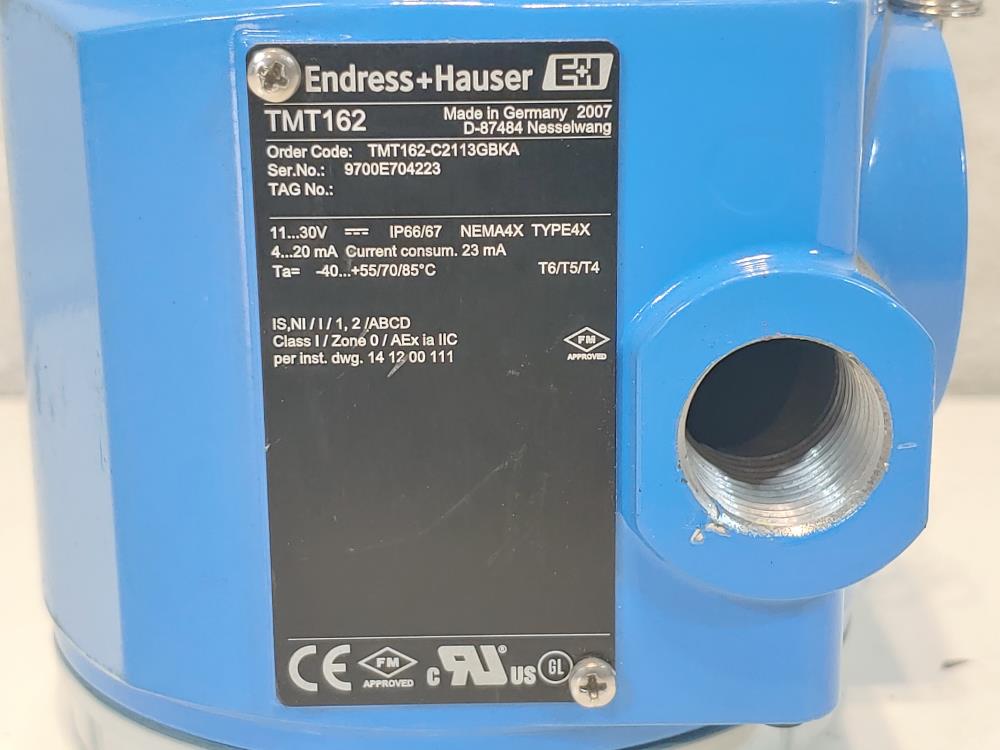 Endress+Hauser E+H
TMT162
Made in Germany 2007
D-87484 Nesselwang
Order Code: TMT162-C2113GBKA
Ser.No.: 9700E704223
TAG No.:
11...30V ⎓ IP66/67 NEMA4X TYPE4X
4...20 mA Current consum. 23 mA
Ta= -40...+55/70/85°C T6/T5/T4
IS,NI / I / 1, 2 /ABCD
Class I / Zone 0 / AEx ia IIC
per inst. dwg. 14 12 00 111
FM
APPROVED
CE FM APPROVED c RU ® US GL